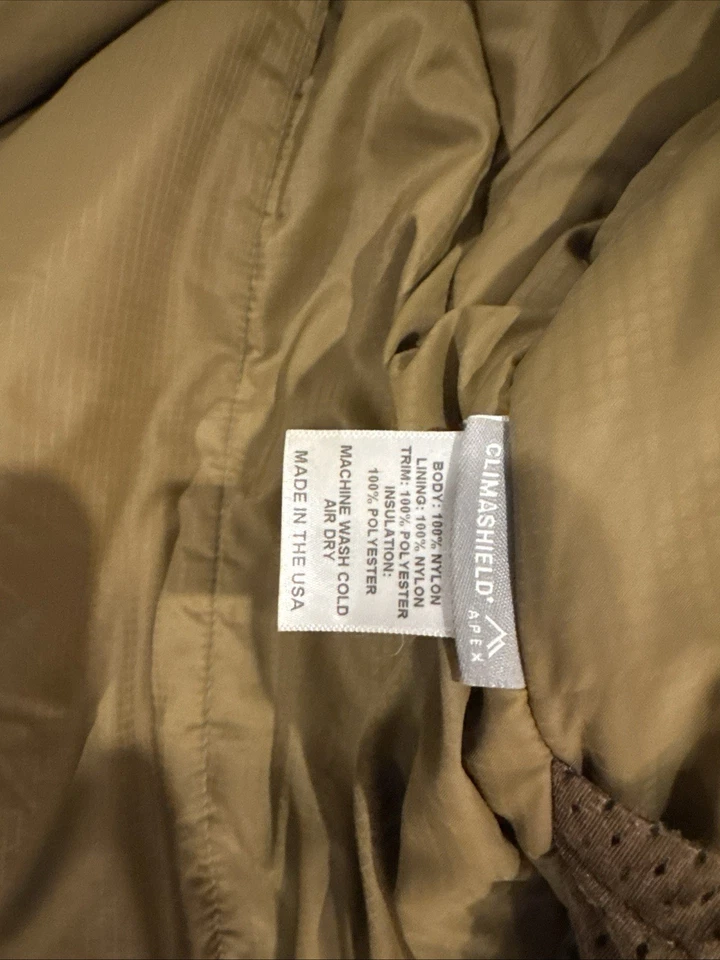 CLIMASHIELD®
APEX
BODY: 100% NYLON
LINING: 100% NYLON
TRIM: 100% POLYESTER
INSULATION:
100% POLYESTER
MACHINE WASH COLD
AIR DRY
MADE IN THE USA